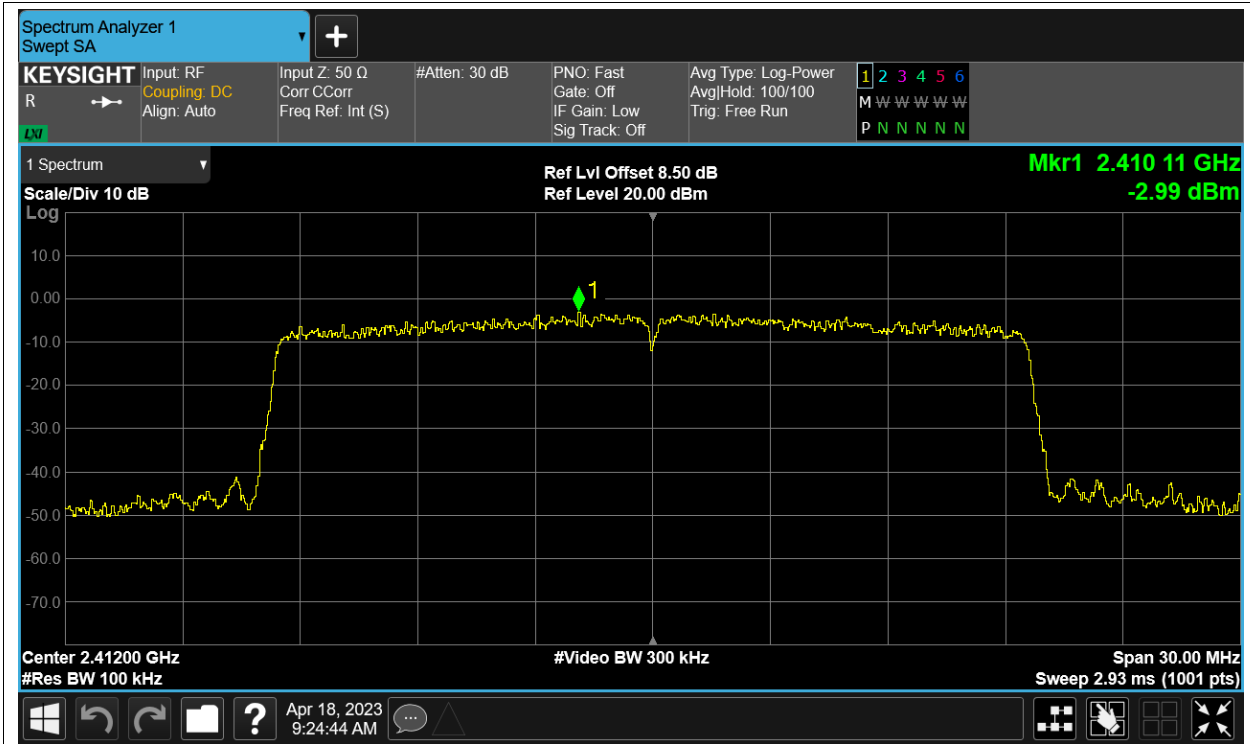 Spectrum Analyzer 1
Swept SA
KEYSIGHT
R
LXI
Input: RF
Coupling: DC
Align: Auto
Input Z: 50 Ω
Corr CCorr
Freq Ref: Int (S)
#Atten: 30 dB
PNO: Fast
Gate: Off
IF Gain: Low
Sig Track: Off
Avg Type: Log-Power
Avg|Hold: 100/100
Trig: Free Run
1 2 3 4 5 6
M W W W W W
P N N N N N
1 Spectrum
Scale/Div 10 dB
Ref Lvl Offset 8.50 dB
Ref Level 20.00 dBm
Mkr1 2.410 11 GHz
-2.99 dBm
Log
10.0
0.00
-10.0
-20.0
-30.0
-40.0
-50.0
-60.0
-70.0
1
Center 2.41200 GHz
#Res BW 100 kHz
#Video BW 300 kHz
Span 30.00 MHz
Sweep 2.93 ms (1001 pts)
?
Apr 18, 2023
9:24:44 AM